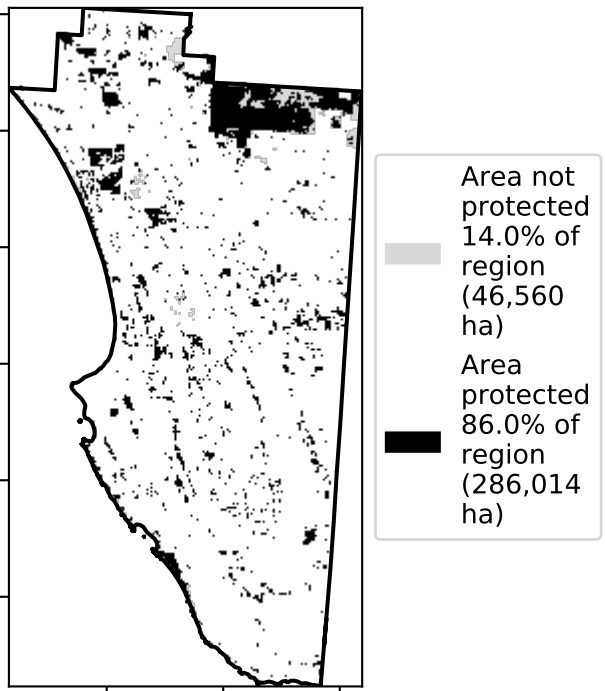 Area not
protected
14.0% of
region
(46,560
ha)
Area
protected
86.0% of
region
(286,014
ha)